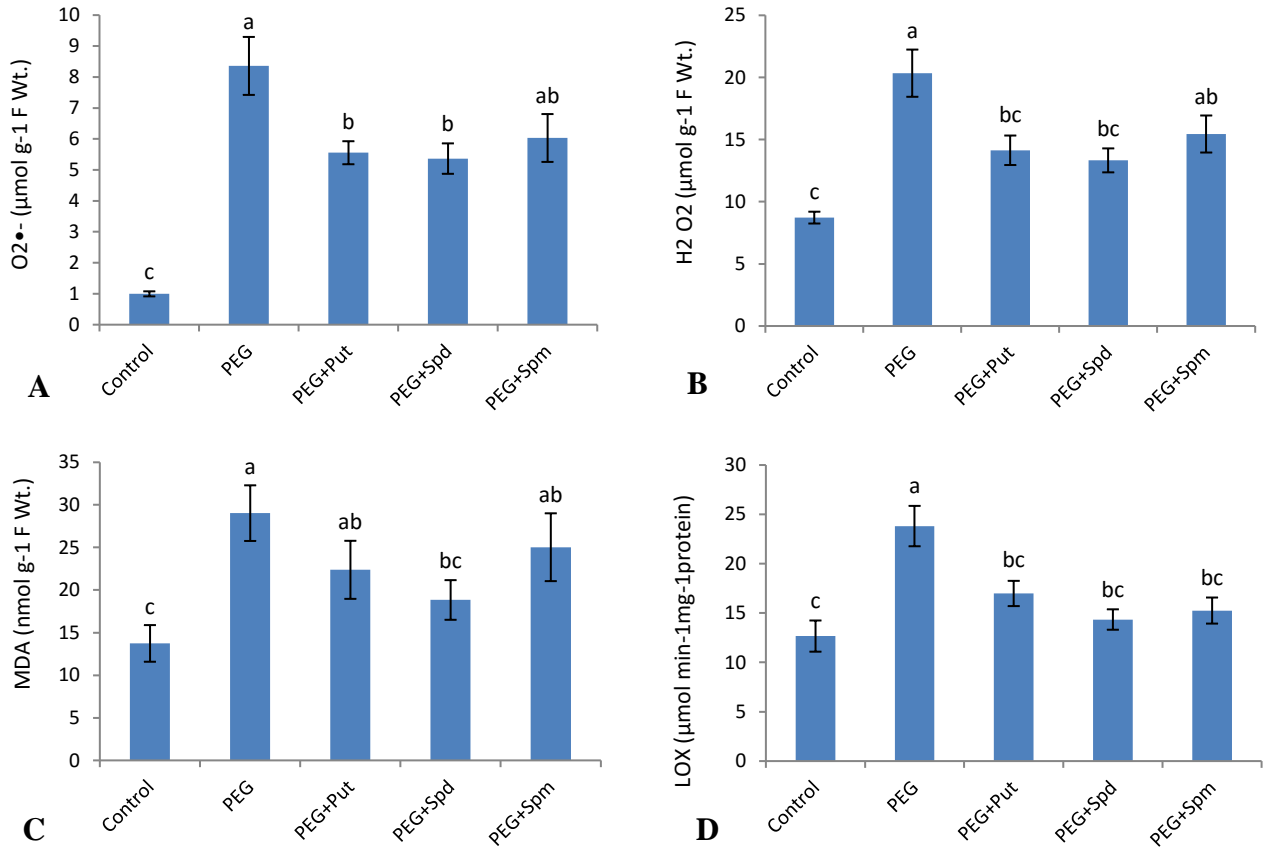 O2•- (µmol g-1 F Wt.)
10
9
8
7
6
5
4
3
2
1
0
c
a
b
b
ab
Control
PEG
PEG+Put
PEG+Spd
PEG+Spm
A
H2 O2 (µmol g-1 F Wt.)
25
20
15
10
5
0
c
a
bc
bc
ab
Control
PEG
PEG+Put
PEG+Spd
PEG+Spm
B
MDA (nmol g-1 F Wt.)
35
30
25
20
15
10
5
0
c
a
ab
bc
ab
Control
PEG
PEG+Put
PEG+Spd
PEG+Spm
C
LOX (µmol min-1mg-1protein)
30
25
20
15
10
5
0
c
a
bc
bc
bc
Control
PEG
PEG+Put
PEG+Spd
PEG+Spm
D